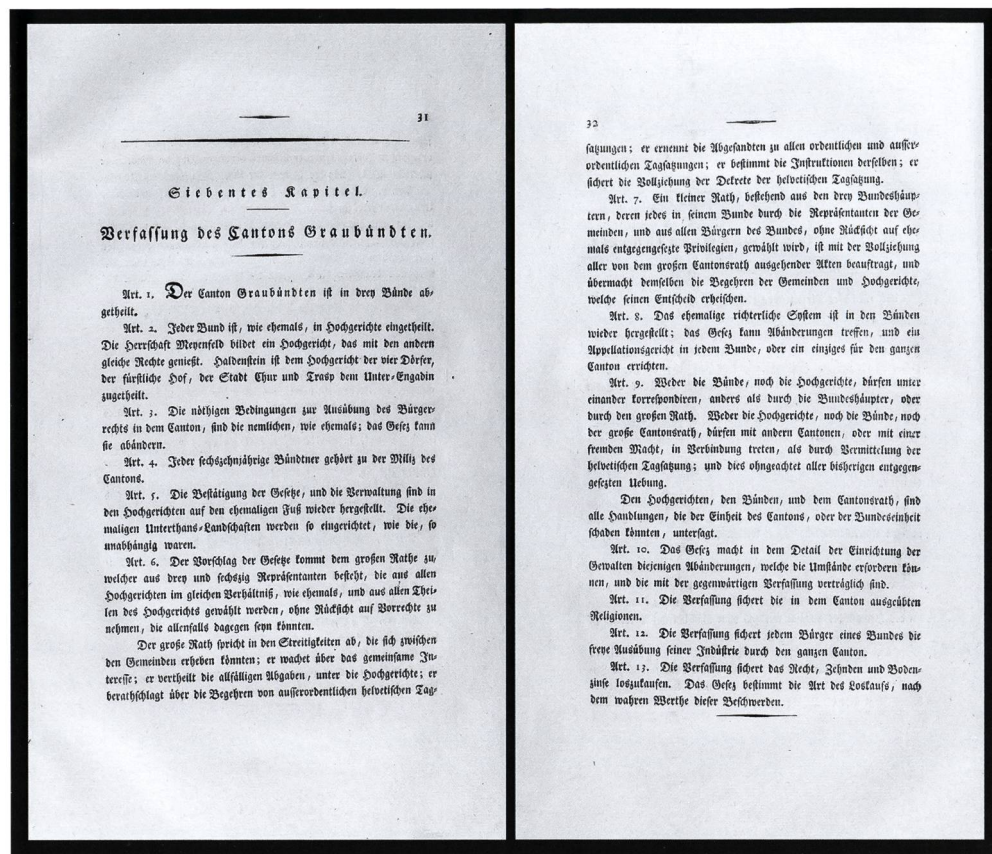 31
Siebentes Kapitel.
Verfassung des Cantons Graubündten.
Art. 1. Der Canton Graubündten ist in drey Bünde ab-
getheilt.
Art. 2. Jeder Bund ist, wie ehemals, in Hochgerichte eingetheilt.
Die Herrschaft Meyenfeld bildet ein Hochgericht, das mit den andern
gleiche Rechte genießt. Haldenstein ist dem Hochgericht der vier Dörfer,
der fürstliche Hof, der Stadt Chur und Trasp dem Unter-Engadin
zugetheilt.
Art. 3. Die nöthigen Bedingungen zur Ausübung des Bürger-
rechts in dem Canton, sind die nemlichen, wie ehemals; das Gesez kann
sie abändern.
Art. 4. Jeder sechszehnjährige Bündtner gehört zu der Miliz des
Cantons.
Art. 5. Die Bestätigung der Gesetze, und die Verwaltung sind in
den Hochgerichten auf den ehemaligen Fuß wieder hergestellt. Die ehe-
maligen Unterthans-Landschaften werden so eingerichtet, wie die, so
unabhängig waren.
Art. 6. Der Vorschlag der Gesetze kommt dem großen Rathe zu,
welcher aus drey und sechszig Repräsentanten besteht, die aus allen
Hochgerichten im gleichen Verhältniß, wie ehemals, und aus allen Thei-
len des Hochgerichts gewählt werden, ohne Rücksicht auf Vorrechte zu
nehmen, die allenfalls dagegen seyn könnten.
Der große Rath spricht in den Streitigkeiten ab, die sich zwischen
den Gemeinden erheben könnten; er wachet über das gemeinsame In-
teresse; er vertheilt die allfälligen Abgaben, unter die Hochgerichte; er
berathschlagt über die Begehren von ausserordentlichen helvetischen Tag-
32
satzungen; er ernennt die Abgesandten zu allen ordentlichen und ausser-
ordentlichen Tagsatzungen; er bestimmt die Instruktionen derselben; er
sichert die Vollziehung der Dekrete der helvetischen Tagsatzung.
Art. 7. Ein kleiner Rath, bestehend aus den drey Bundeshäup-
tern, deren jedes in seinem Bunde durch die Repräsentanten der Ge-
meinden, und aus allen Bürgern des Bundes, ohne Rücksicht auf ehe-
mals entgegengesezte Privilegien, gewählt wird, ist mit der Vollziehung
aller von dem großen Cantonsrath ausgehender Akten beauftragt, und
übermacht demselben die Begehren der Gemeinden und Hochgerichte,
welche seinen Entscheid erheischen.
Art. 8. Das ehemalige richterliche System ist in den Bünden
wieder hergestellt; das Gesez kann Abänderungen treffen, und ein
Appellationsgericht in jedem Bunde, oder ein einziges für den ganzen
Canton errichten.
Art. 9. Weder die Bünde, noch die Hochgerichte, dürfen unter
einander korrespondiren, anders als durch die Bundeshäupter, oder
durch den großen Rath. Weder die Hochgerichte, noch die Bünde, noch
der große Cantonsrath, dürfen mit andern Cantonen, oder mit einer
fremden Macht, in Verbindung treten, als durch Vermittelung der
helvetischen Tagsatzung; und dies ohngeachtet aller bisherigen entgegen-
gesezten Uebung.
Den Hochgerichten, den Bünden, und dem Cantonsrath, sind
alle Handlungen, die der Einheit des Cantons, oder der Bundeseinheit
schaden könnten, untersagt.
Art. 10. Das Gesez macht in dem Detail der Einrichtung der
Gewalten diejenigen Abänderungen, welche die Umstände erfordern kön-
nen, und die mit der gegenwärtigen Verfassung verträglich sind.
Art. 11. Die Verfassung sichert die in dem Canton ausgeübten
Religionen.
Art. 12. Die Verfassung sichert jedem Bürger eines Bundes die
freye Ausübung seiner Indüstrie durch den ganzen Canton.
Art. 13. Die Verfassung sichert das Recht, Zehnden und Boden-
zinse loszukaufen. Das Gesez bestimmt die Art des Loskaufs, nach
dem wahren Werthe dieser Beschwerden.